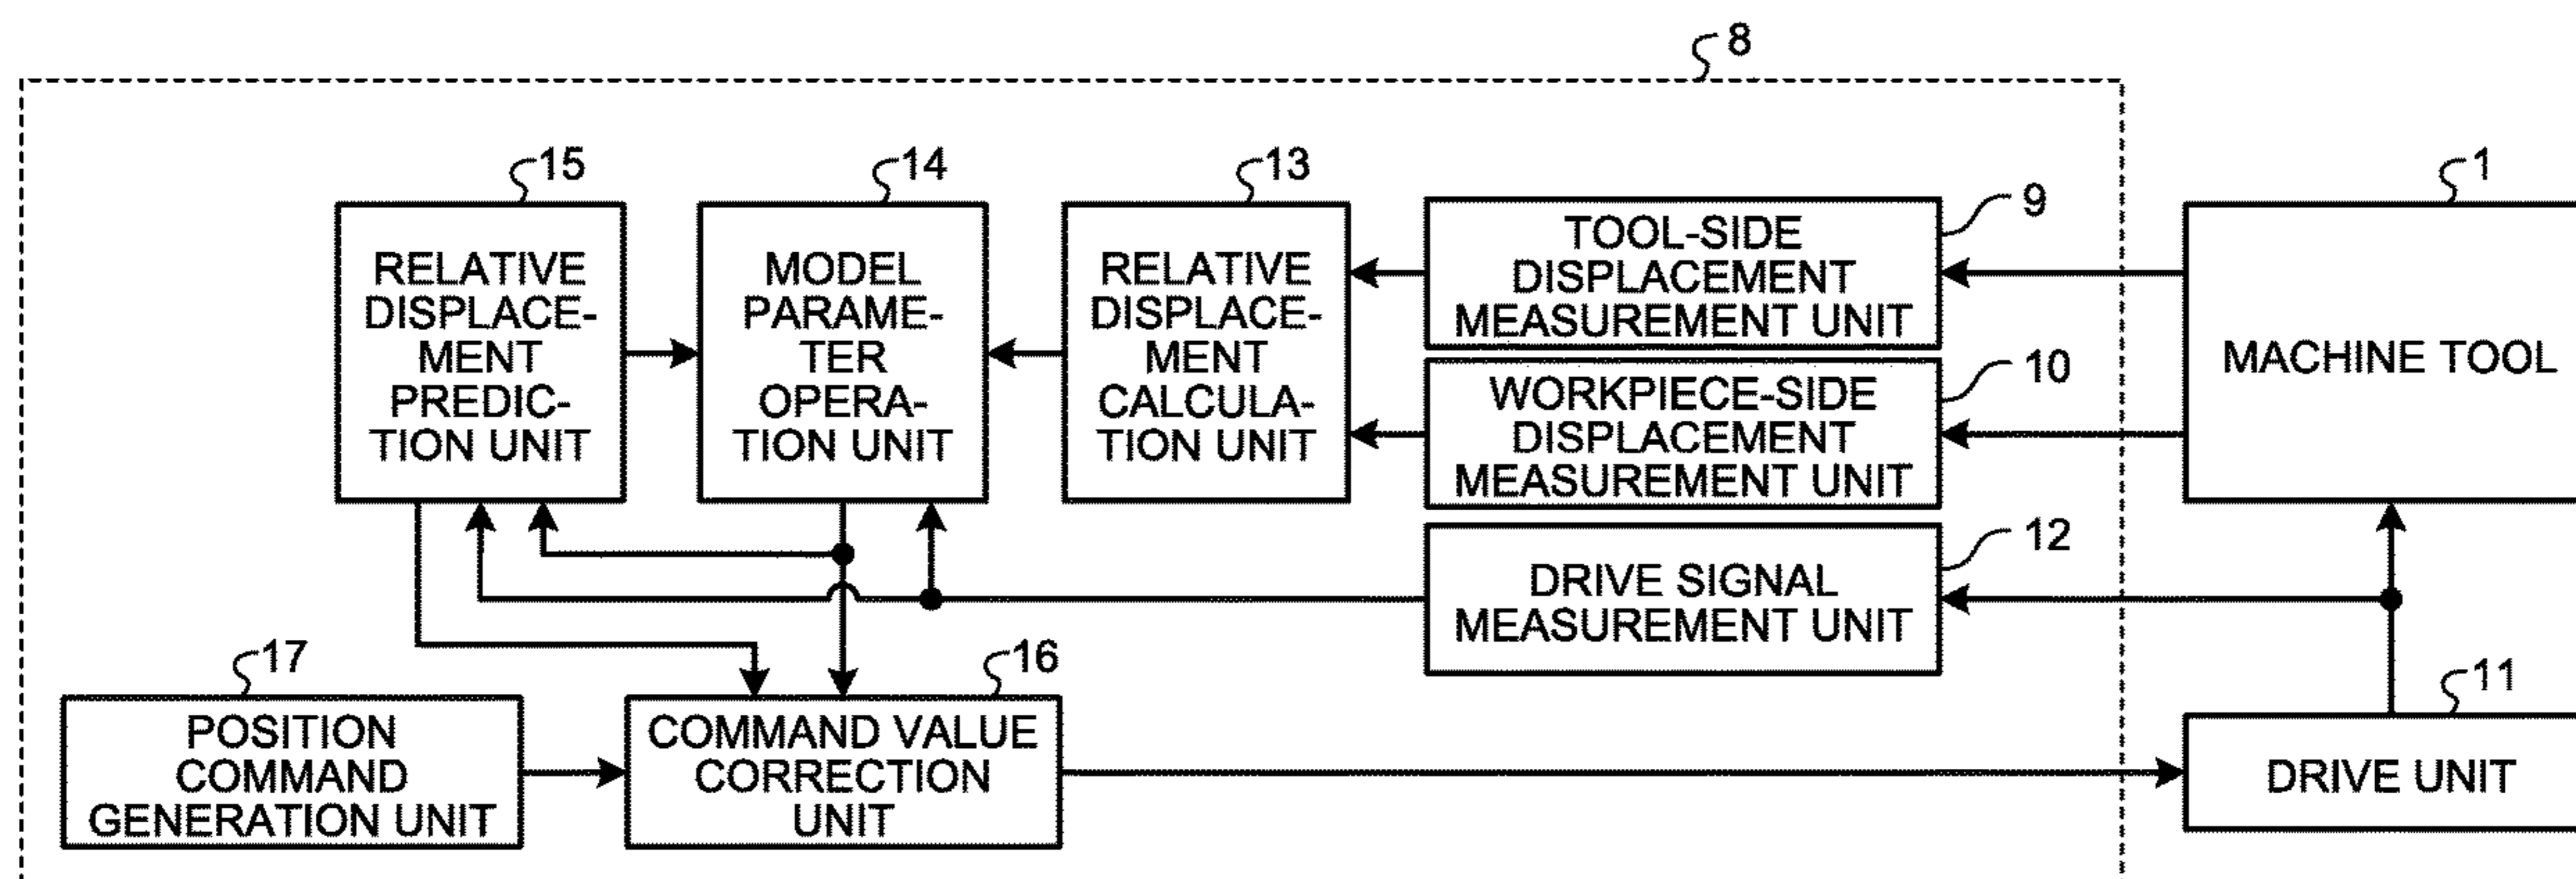 8
15
14
13
9
1
RELATIVE
DISPLACE-
MENT
PREDIC-
TION UNIT
MODEL
PARAME-
TER
OPERA-
TION UNIT
RELATIVE
DISPLACE-
MENT
CALCULA-
TION UNIT
TOOL-SIDE
DISPLACEMENT
MEASUREMENT UNIT
MACHINE TOOL
10
WORKPIECE-SIDE
DISPLACEMENT
MEASUREMENT UNIT
12
DRIVE SIGNAL
MEASUREMENT UNIT
17
16
11
POSITION
COMMAND
GENERATION UNIT
COMMAND VALUE
CORRECTION
UNIT
DRIVE UNIT